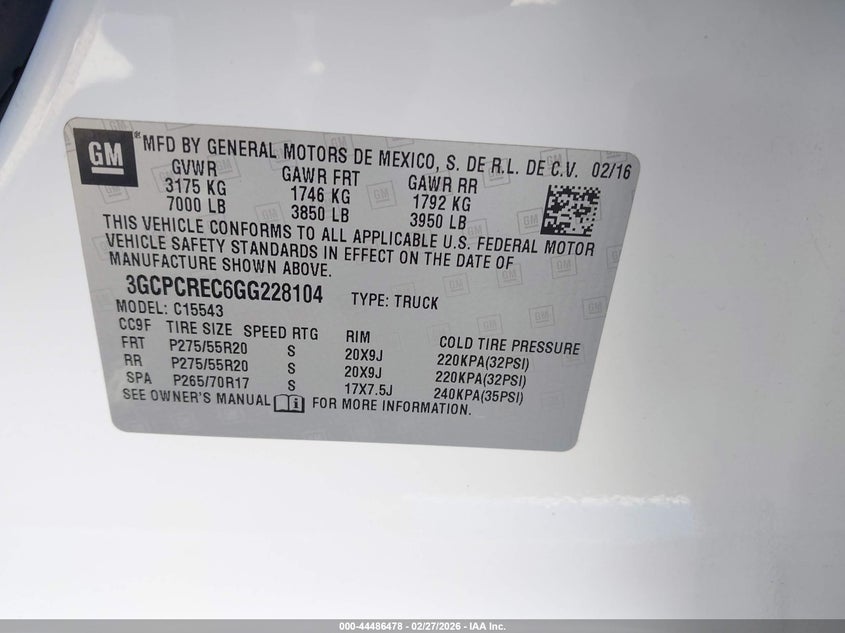 GM
MFD BY GENERAL MOTORS DE MEXICO, S. DE R.L. DE C.V. 02/16
GVWR GAWR FRT GAWR RR
3175 KG 1746 KG 1792 KG
7000 LB 3850 LB 3950 LB
THIS VEHICLE CONFORMS TO ALL APPLICABLE U.S. FEDERAL MOTOR
VEHICLE SAFETY STANDARDS IN EFFECT ON THE DATE OF
MANUFACTURE SHOWN ABOVE.
3GCPCREC6GG228104 TYPE: TRUCK
MODEL: C15543
CC9F TIRE SIZE SPEED RTG RIM COLD TIRE PRESSURE
FRT P275/55R20 S 20X9J 220KPA(32PSI)
RR P275/55R20 S 20X9J 220KPA(32PSI)
SPA P265/70R17 S 17X7.5J 240KPA(35PSI)
SEE OWNER'S MANUAL FOR MORE INFORMATION.
000-44486478 - 02/27/2026 - IAA Inc.